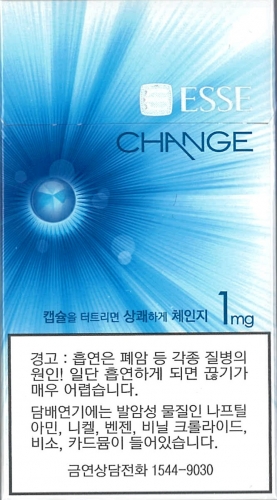 ESSE
CHANGE
캡슐을 터트리면 상쾌하게 체인지 1mg
경고 : 흡연은 폐암 등 각종 질병의
원인! 일단 흡연하게 되면 끊기가
매우 어렵습니다.
담배연기에는 발암성 물질인 나프틸
아민, 니켈, 벤젠, 비닐 크롤라이드,
비소, 카드뮴이 들어있습니다.
금연상담전화 1544-9030